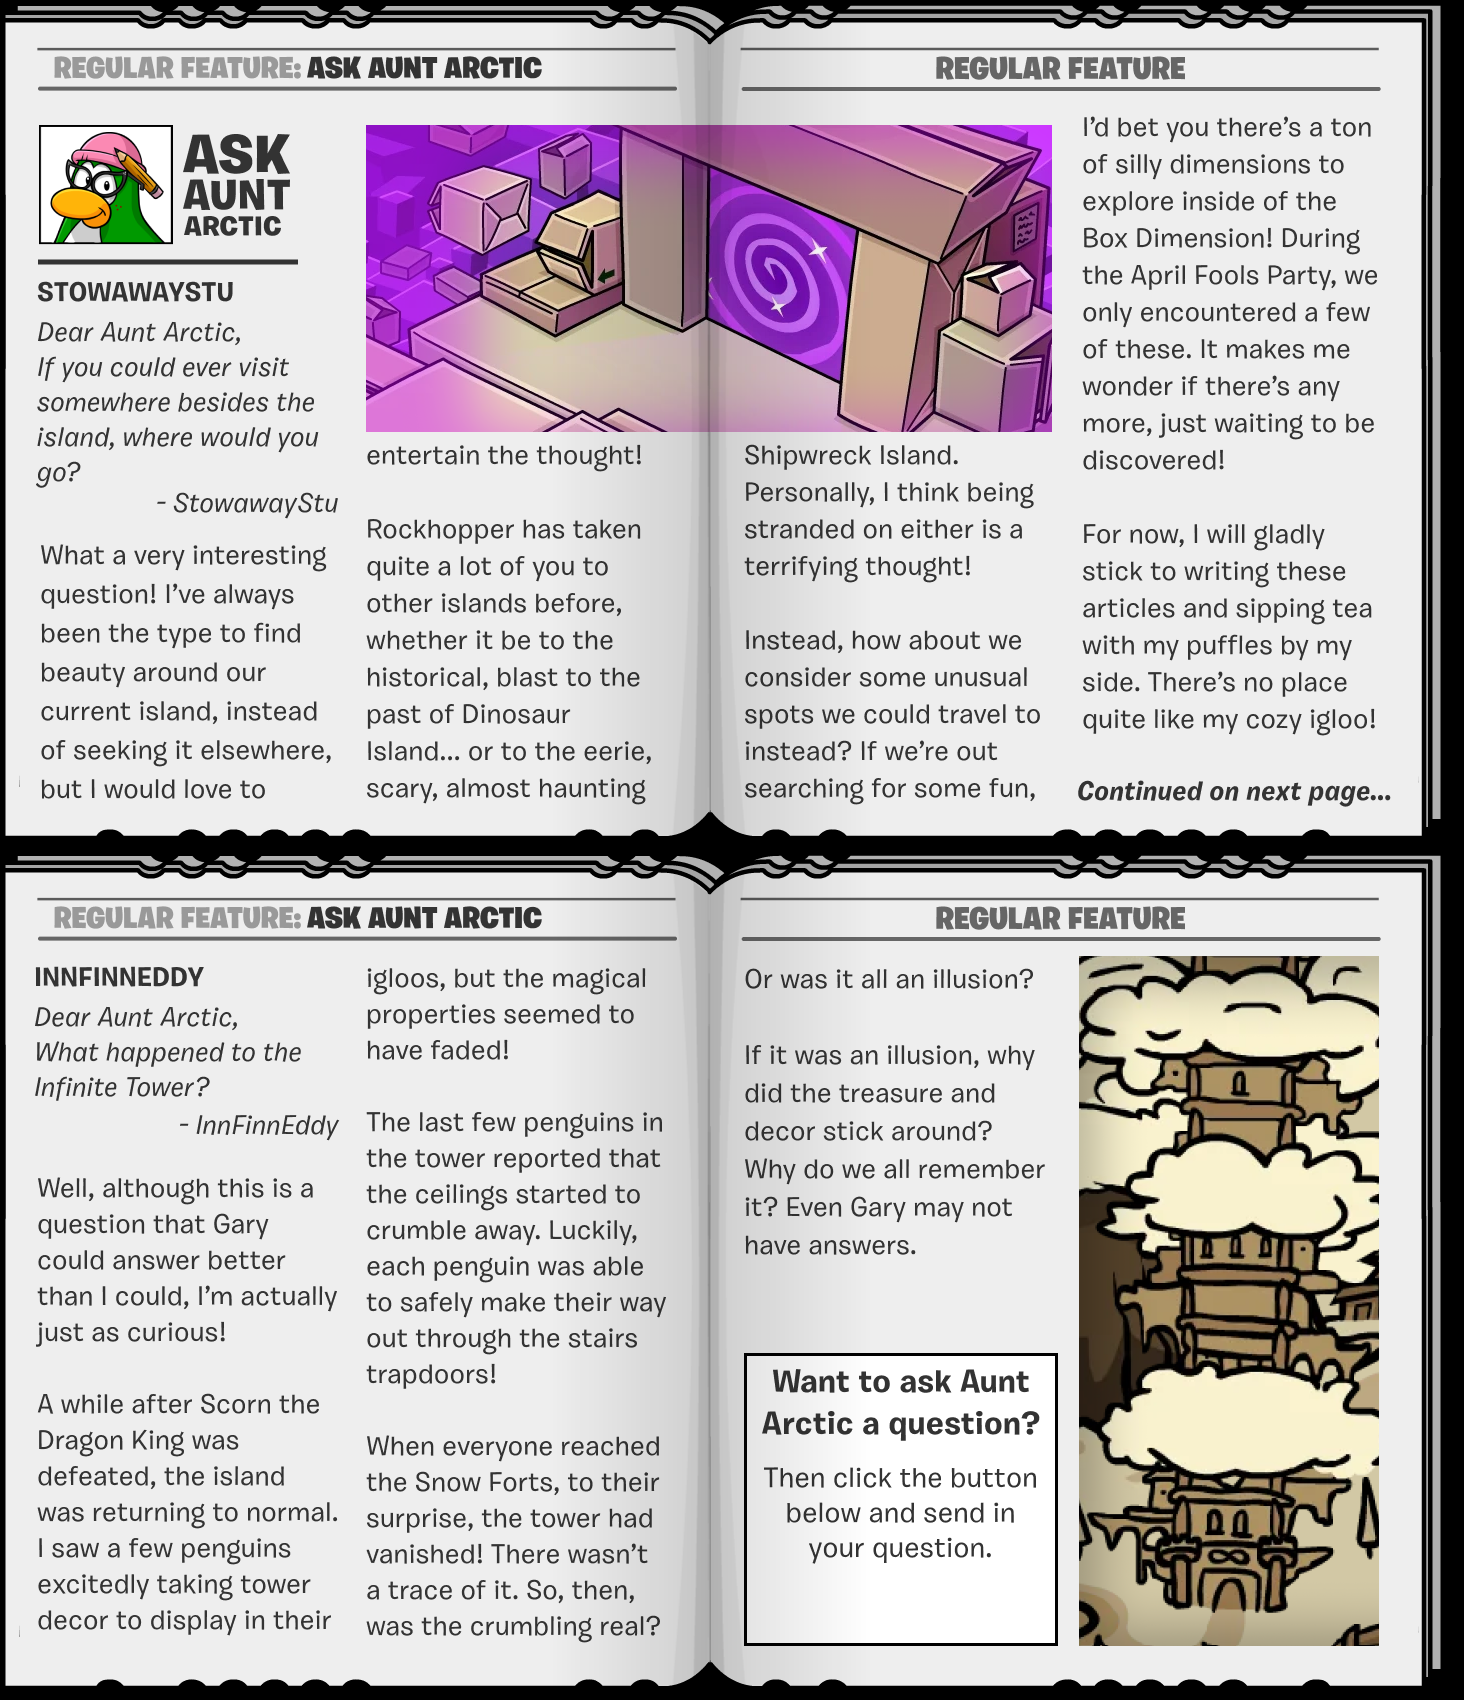 REGULAR FEATURE: ASK AUNT ARCTIC
ASK
AUNT
ARCTIC
STOWAWAYSTU
Dear Aunt Arctic,
If you could ever visit
somewhere besides the
island, where would you
go?
- StowawayStu
What a very interesting
question! I've always
been the type to find
beauty around our
current island, instead
of seeking it elsewhere,
but I would love to
entertain the thought!
Rockhopper has taken
quite a lot of you to
other islands before,
whether it be to the
historical, blast to the
past of Dinosaur
Island... or to the eerie,
scary, almost haunting
REGULAR FEATURE
Shipwreck Island.
Personally, I think being
stranded on either is a
terrifying thought!
Instead, how about we
consider some unusual
spots we could travel to
instead? If we're out
searching for some fun,
I'd bet you there's a ton
of silly dimensions to
explore inside of the
Box Dimension! During
the April Fools Party, we
only encountered a few
of these. It makes me
wonder if there's any
more, just waiting to be
discovered!
For now, I will gladly
stick to writing these
articles and sipping tea
with my puffles by my
side. There's no place
quite like my cozy igloo!
Continued on next page...
REGULAR FEATURE: ASK AUNT ARCTIC
INNFINNEDDY
Dear Aunt Arctic,
What happened to the
Infinite Tower?
- InnFinnEddy
Well, although this is a
question that Gary
could answer better
than I could, I'm actually
just as curious!
A while after Scorn the
Dragon King was
defeated, the island
was returning to normal.
I saw a few penguins
excitedly taking tower
decor to display in their
igloos, but the magical
properties seemed to
have faded!
The last few penguins in
the tower reported that
the ceilings started to
crumble away. Luckily,
each penguin was able
to safely make their way
out through the stairs
trapdoors!
When everyone reached
the Snow Forts, to their
surprise, the tower had
vanished! There wasn't
a trace of it. So, then,
was the crumbling real?
REGULAR FEATURE
Or was it all an illusion?
If it was an illusion, why
did the treasure and
decor stick around?
Why do we all remember
it? Even Gary may not
have answers.
Want to ask Aunt
Arctic a question?
Then click the button
below and send in
your question.